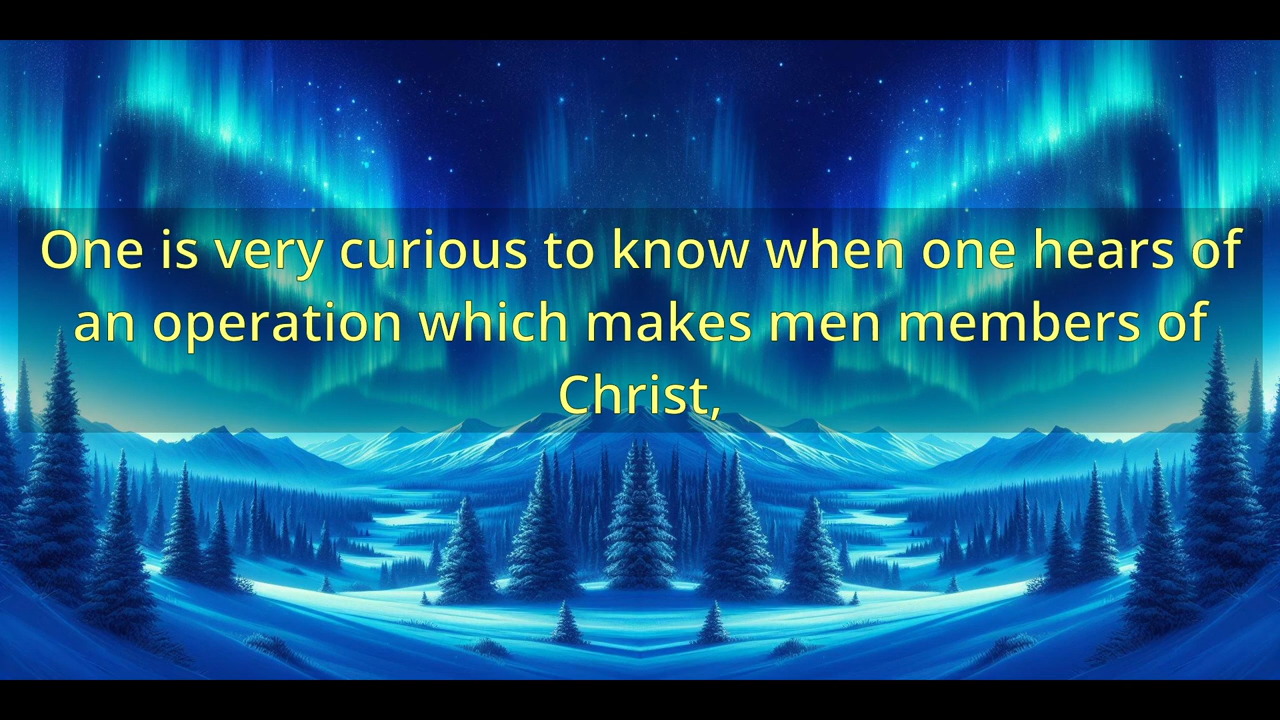 One is very curious to know when one hears of
an operation which makes men members of
Christ,